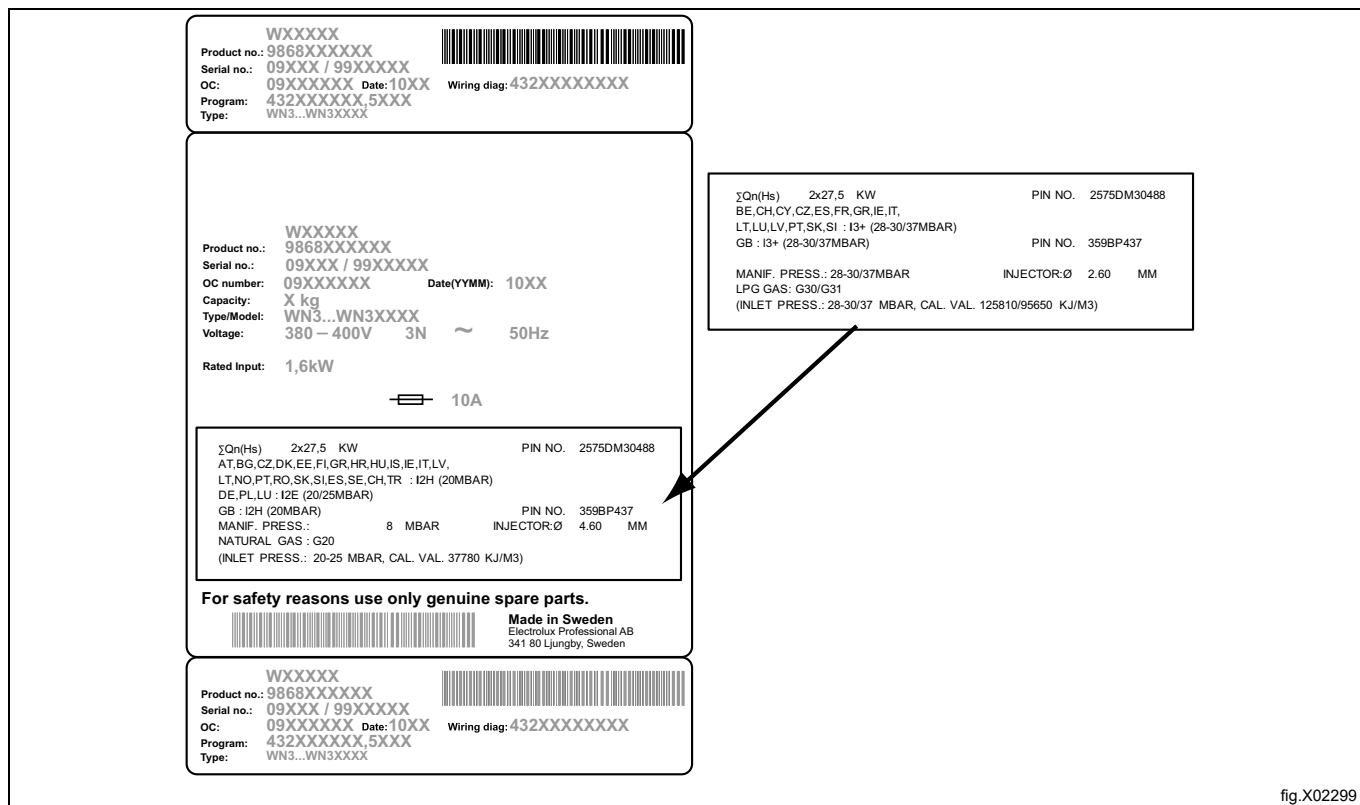 WXXXXX
Product no.: 9868XXXXXX
Serial no.: 09XXX / 99XXXXX
OC: 09XXXXXX Date: 10XX Wiring diag: 432XXXXXXXX
Program: 432XXXXXX,5XXX
Type: WN3...WN3XXXX
WXXXXX
Product no.: 9868XXXXXX
Serial no.: 09XXX / 99XXXXX
OC number: 09XXXXXX Date(YYMM): 10XX
Capacity: X kg
Type/Model: WN3...WN3XXXX
Voltage: 380 – 400V 3N ~ 50Hz
Rated Input: 1,6kW
10A
∑Qn(Hs) 2x27,5 KW PIN NO. 2575DM30488
AT,BG,CZ,DK,EE,FI,GR,HR,HU,IS,IE,IT,LV,
LT,NO,PT,RO,SK,SI,ES,SE,CH,TR : I2H (20MBAR)
DE,PL,LU : I2E (20/25MBAR)
GB : I2H (20MBAR) PIN NO. 359BP437
MANIF. PRESS.: 8 MBAR INJECTOR:Ø 4.60 MM
NATURAL GAS : G20
(INLET PRESS.: 20-25 MBAR, CAL. VAL. 37780 KJ/M3)
For safety reasons use only genuine spare parts.
Made in Sweden
Electrolux Professional AB
341 80 Ljungby, Sweden
WXXXXX
Product no.: 9868XXXXXX
Serial no.: 09XXX / 99XXXXX
OC: 09XXXXXX Date: 10XX Wiring diag: 432XXXXXXXX
Program: 432XXXXXX,5XXX
Type: WN3...WN3XXXX
∑Qn(Hs) 2x27,5 KW PIN NO. 2575DM30488
BE,CH,CY,CZ,ES,FR,GR,IE,IT,
LT,LU,LV,PT,SK,SI : I3+ (28-30/37MBAR)
GB : I3+ (28-30/37MBAR) PIN NO. 359BP437
MANIF. PRESS.: 28-30/37MBAR INJECTOR:Ø 2.60 MM
LPG GAS: G30/G31
(INLET PRESS.: 28-30/37 MBAR, CAL. VAL. 125810/95650 KJ/M3)
fig.X02299